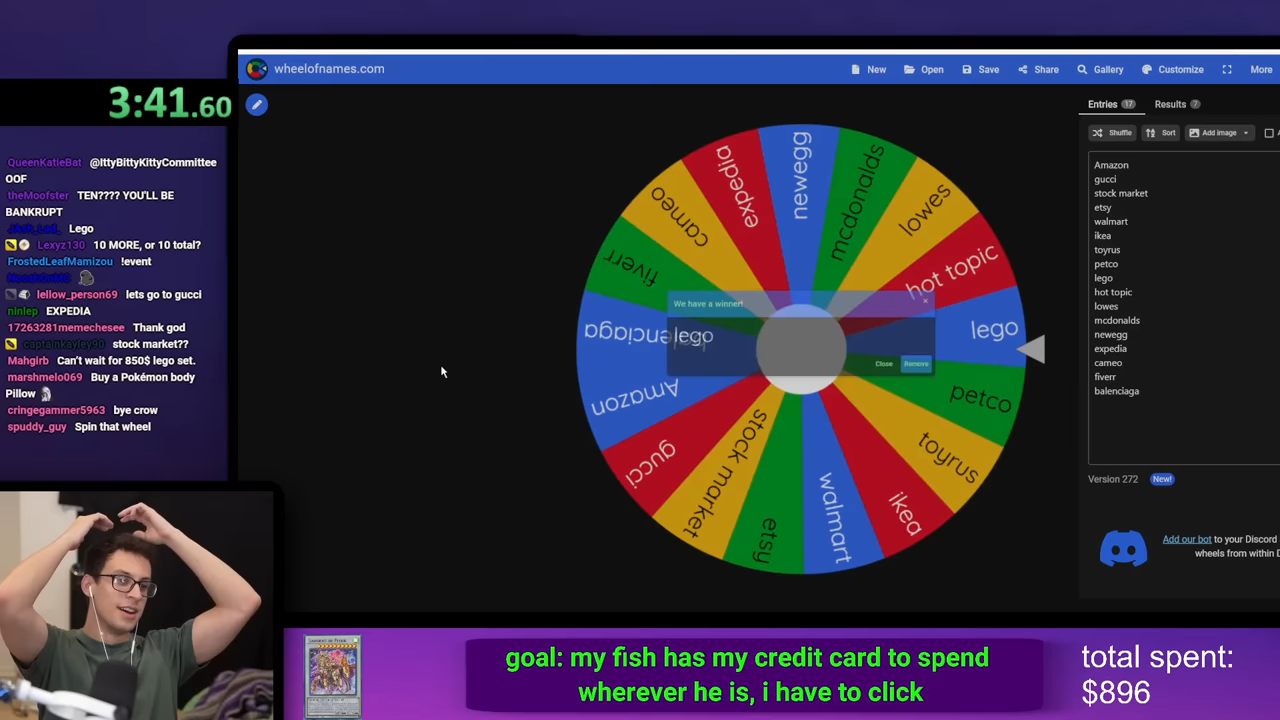 wheelofnames.com
New
Open
Save
Share
Gallery
Customize
More
3:41.60
QueenKatieBat @IttyBittyKittyCommittee
OOF
theMoofster TEN???? YOU'LL BE
BANKRUPT
Lego
Lexyz130 10 MORE, or 10 total?
FrostedLeafMamizou !event
lellow_person69 lets go to gucci
ninlep EXPEDIA
17263281memechesee Thank god
captainKayley90 stock market??
Mahgirb Can't wait for 850$ lego set.
marshmelo069 Buy a Pokémon body
Pillow
cringegammer5963 bye crow
spuddy_guy Spin that wheel
newegg
mcdonalds
lowes
hot topic
lego
petco
toyrus
ikea
walmart
etsy
stock market
gucci
Amazon
balenciaga
fiverr
cameo
expedia
We have a winner!
lego
Close
Remove
Entries 17
Results 7
Shuffle
Sort
Add image
Amazon
gucci
stock market
etsy
walmart
ikea
toyrus
petco
lego
hot topic
lowes
mcdonalds
newegg
expedia
cameo
fiverr
balenciaga
Version 272
New!
Add our bot to your Discord
wheels from within D
goal: my fish has my credit card to spend
wherever he is, i have to click
total spent:
$896